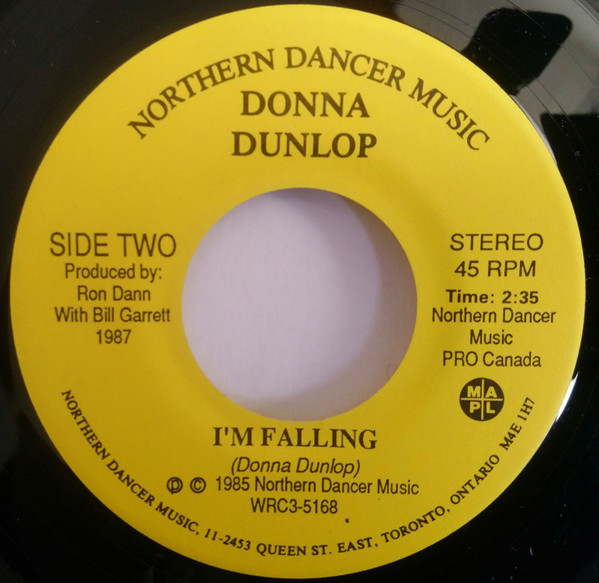 NORTHERN DANCER MUSIC
DONNA
DUNLOP
SIDE TWO
Produced by:
Ron Dann
With Bill Garrett
1987
STEREO
45 RPM
Time: 2:35
Northern Dancer
Music
PRO Canada
M A
P L
I'M FALLING
(Donna Dunlop)
℗ © 1985 Northern Dancer Music
WRC3-5168
NORTHERN DANCER MUSIC, 11-2453 QUEEN ST. EAST, TORONTO, ONTARIO M4E 1H7